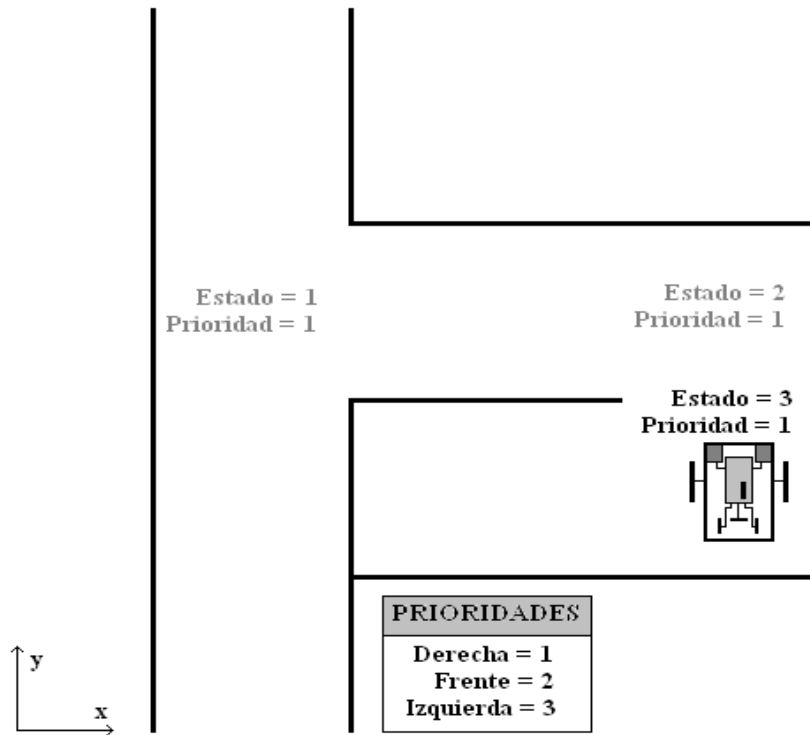 Estado = 1
Prioridad = 1
Estado = 2
Prioridad = 1
Estado = 3
Prioridad = 1
PRIORIDADES
Derecha = 1
Frente = 2
Izquierda = 3
y
x